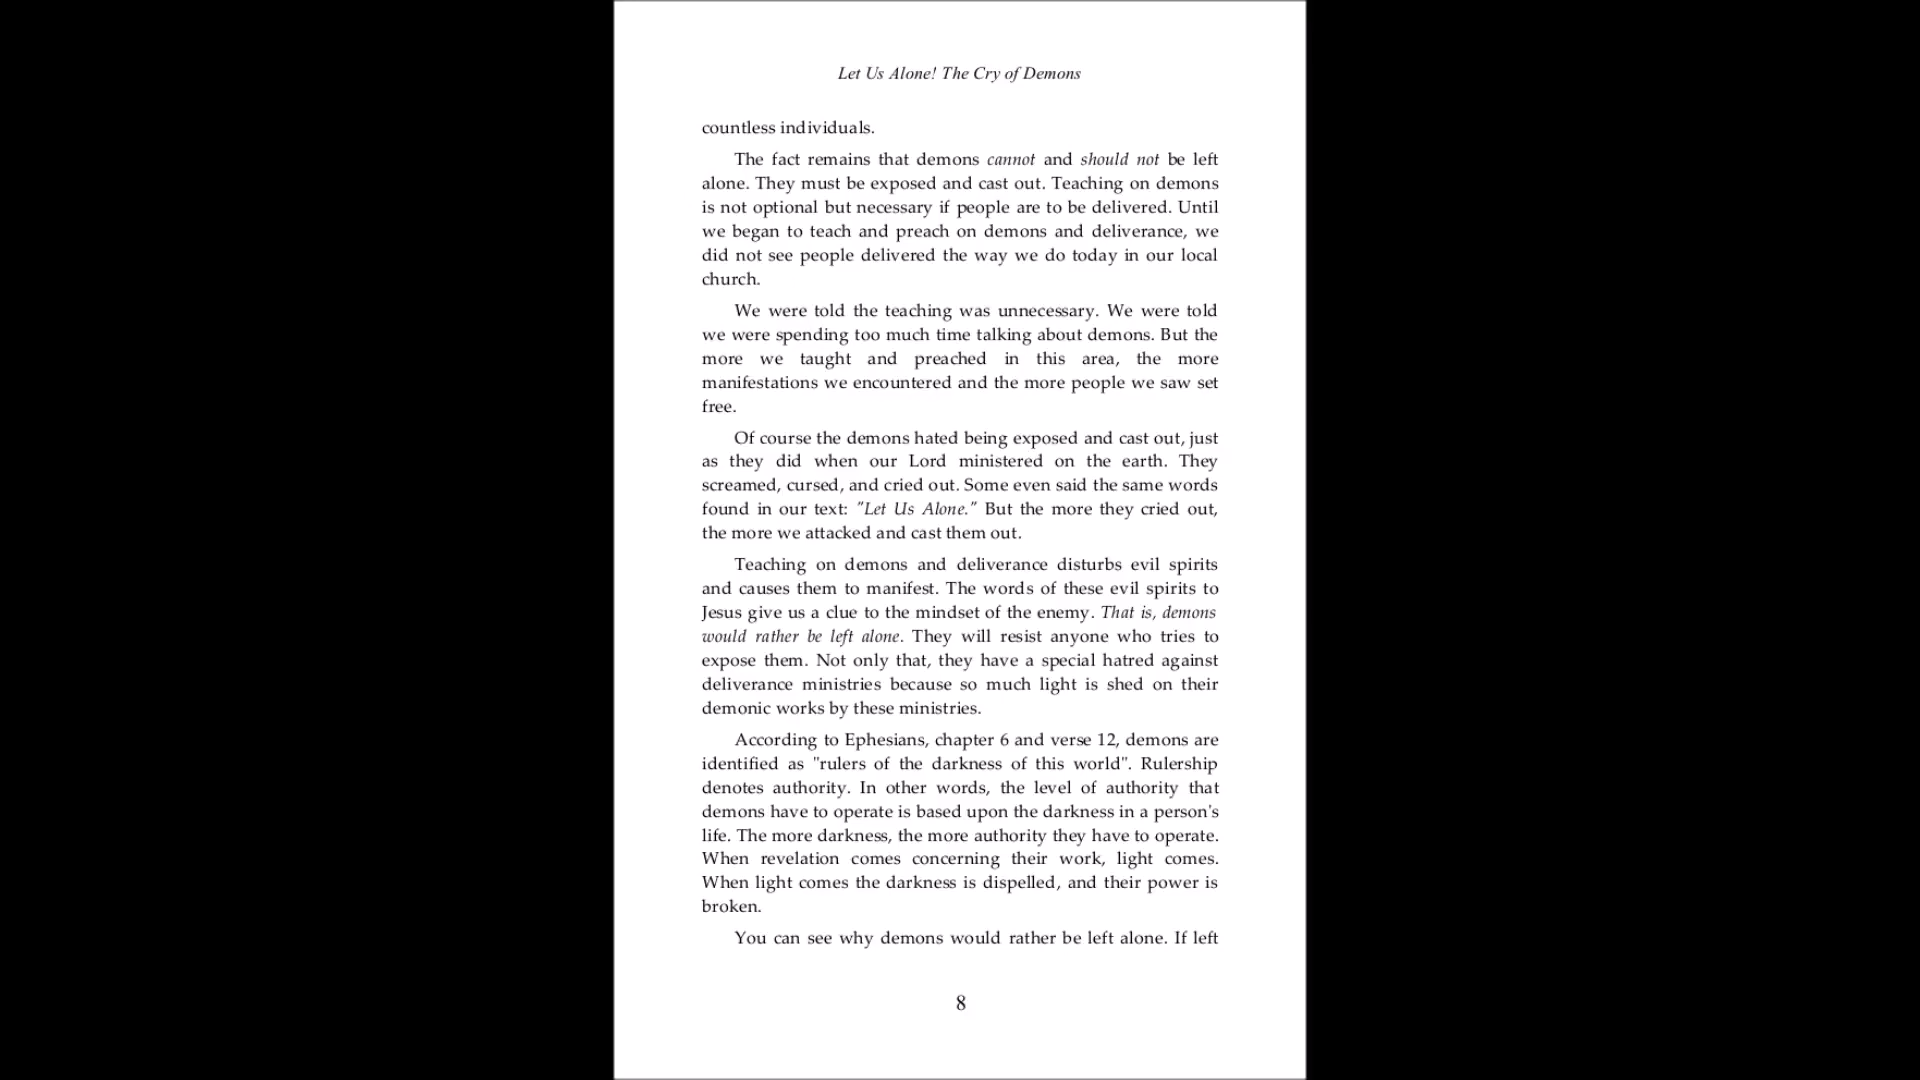 Let Us Alone! The Cry of Demons
countless individuals.
The fact remains that demons cannot and should not be left
alone. They must be exposed and cast out. Teaching on demons
is not optional but necessary if people are to be delivered. Until
we began to teach and preach on demons and deliverance, we
did not see people delivered the way we do today in our local
church.
We were told the teaching was unnecessary. We were told
we were spending too much time talking about demons. But the
more we taught and preached in this area, the more
manifestations we encountered and the more people we saw set
free.
Of course the demons hated being exposed and cast out, just
as they did when our Lord ministered on the earth. They
screamed, cursed, and cried out. Some even said the same words
found in our text: "Let Us Alone." But the more they cried out,
the more we attacked and cast them out.
Teaching on demons and deliverance disturbs evil spirits
and causes them to manifest. The words of these evil spirits to
Jesus give us a clue to the mindset of the enemy. That is, demons
would rather be left alone. They will resist anyone who tries to
expose them. Not only that, they have a special hatred against
deliverance ministries because so much light is shed on their
demonic works by these ministries.
According to Ephesians, chapter 6 and verse 12, demons are
identified as "rulers of the darkness of this world". Rulership
denotes authority. In other words, the level of authority that
demons have to operate is based upon the darkness in a person's
life. The more darkness, the more authority they have to operate.
When revelation comes concerning their work, light comes.
When light comes the darkness is dispelled, and their power is
broken.
You can see why demons would rather be left alone. If left
8